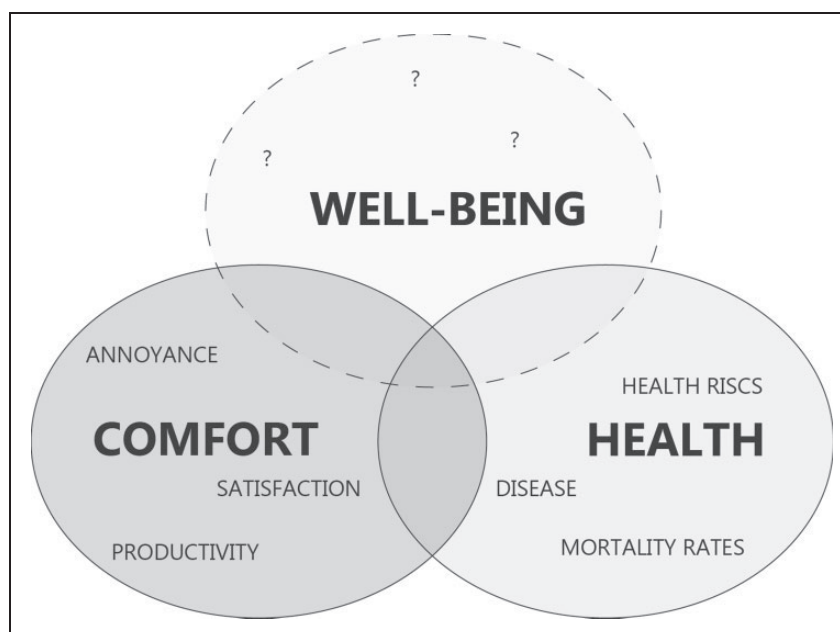 ?
?
?
WELL-BEING
ANNOYANCE
HEALTH RISCS
COMFORT
HEALTH
SATISFACTION
DISEASE
PRODUCTIVITY
MORTALITY RATES